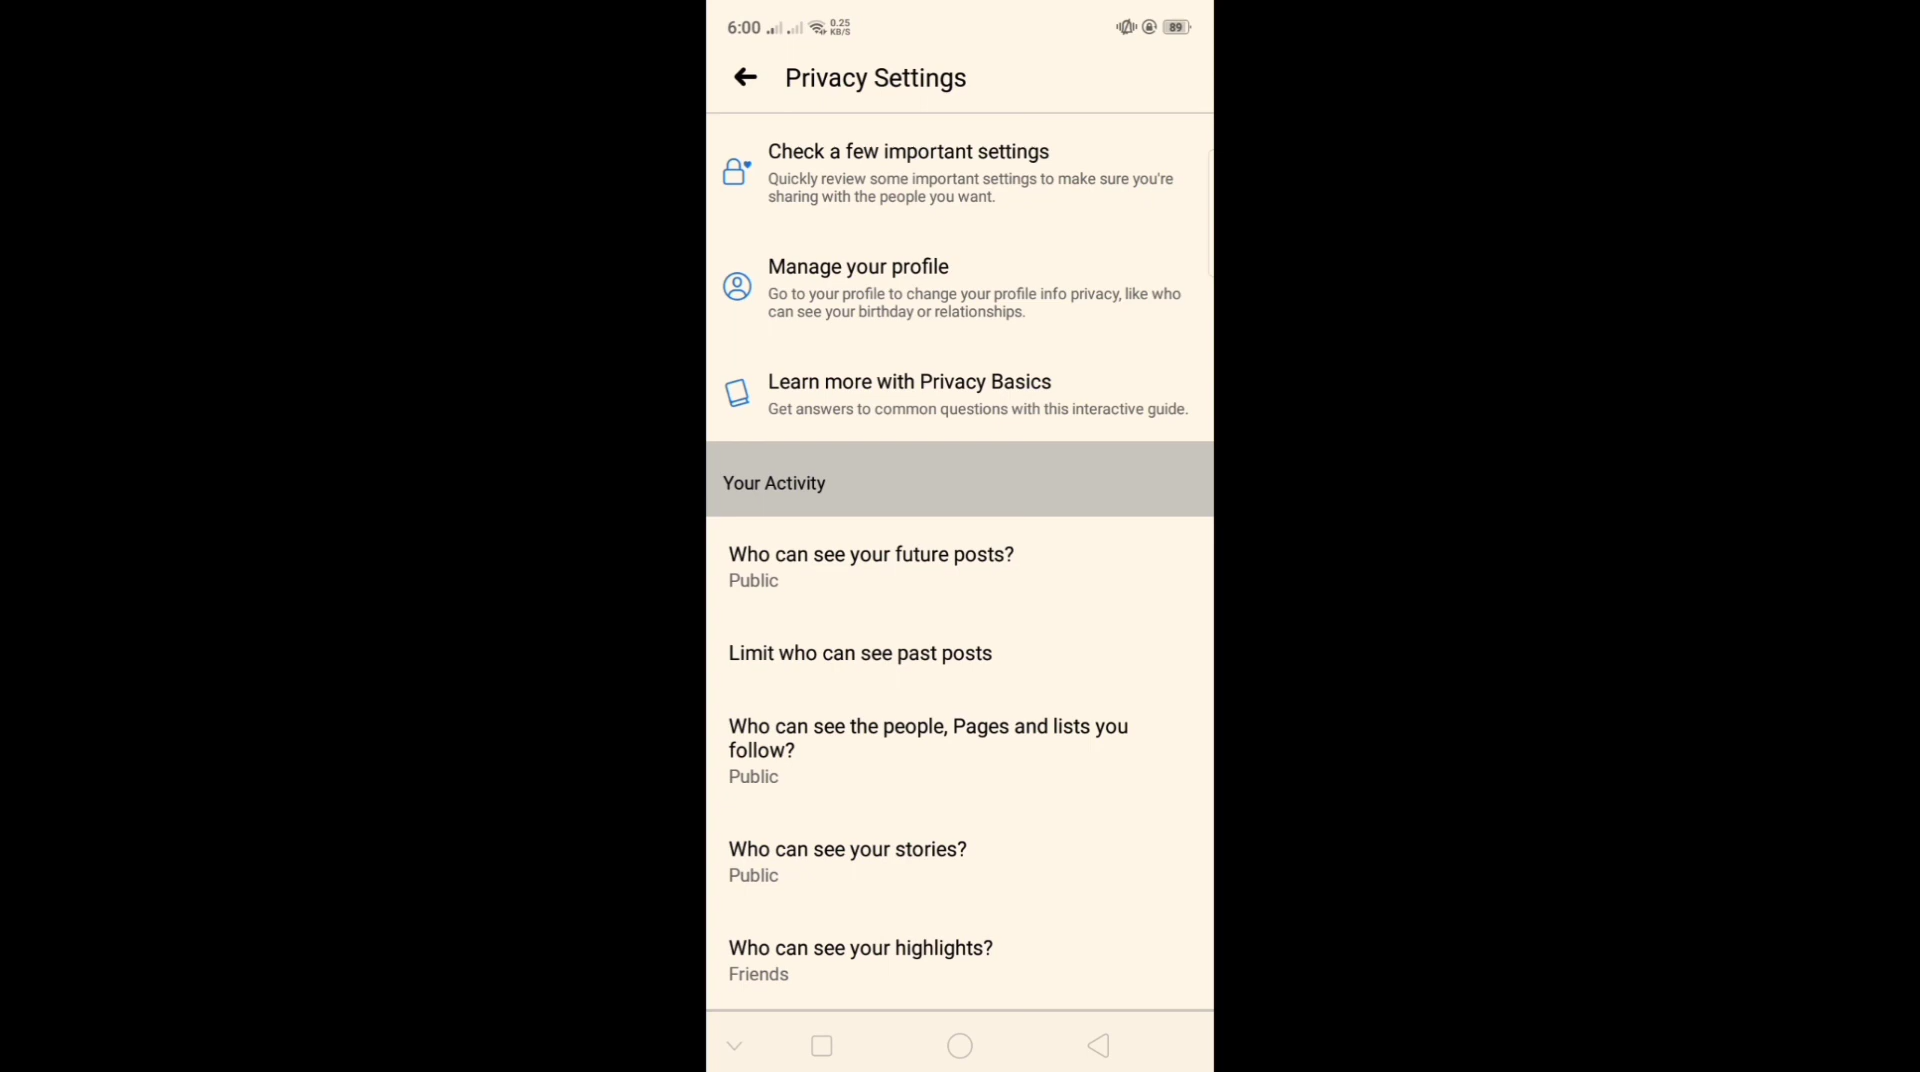 6:00 0.25 KB/S 89
Privacy Settings
Check a few important settings
Quickly review some important settings to make sure you're
sharing with the people you want.
Manage your profile
Go to your profile to change your profile info privacy, like who
can see your birthday or relationships.
Learn more with Privacy Basics
Get answers to common questions with this interactive guide.
Your Activity
Who can see your future posts?
Public
Limit who can see past posts
Who can see the people, Pages and lists you
follow?
Public
Who can see your stories?
Public
Who can see your highlights?
Friends